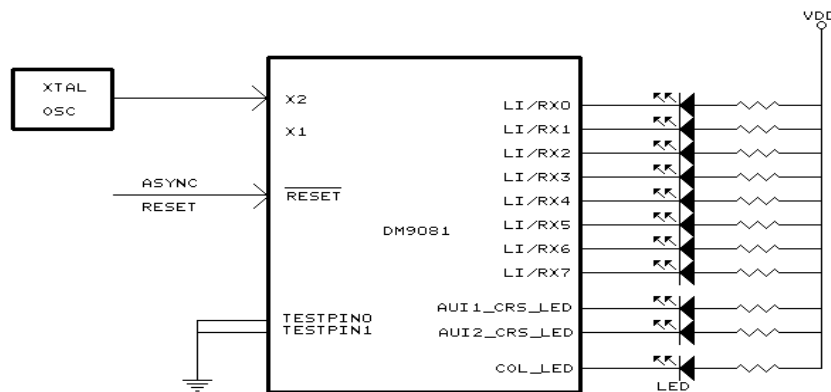 VDD
XTAL
OSC
X2
X1
ASYNC
RESET
RESET
DM9081
LI/RX0
LI/RX1
LI/RX2
LI/RX3
LI/RX4
LI/RX5
LI/RX6
LI/RX7
TESTPIN0
TESTPIN1
AUI1_CRS_LED
AUI2_CRS_LED
COL_LED
LED